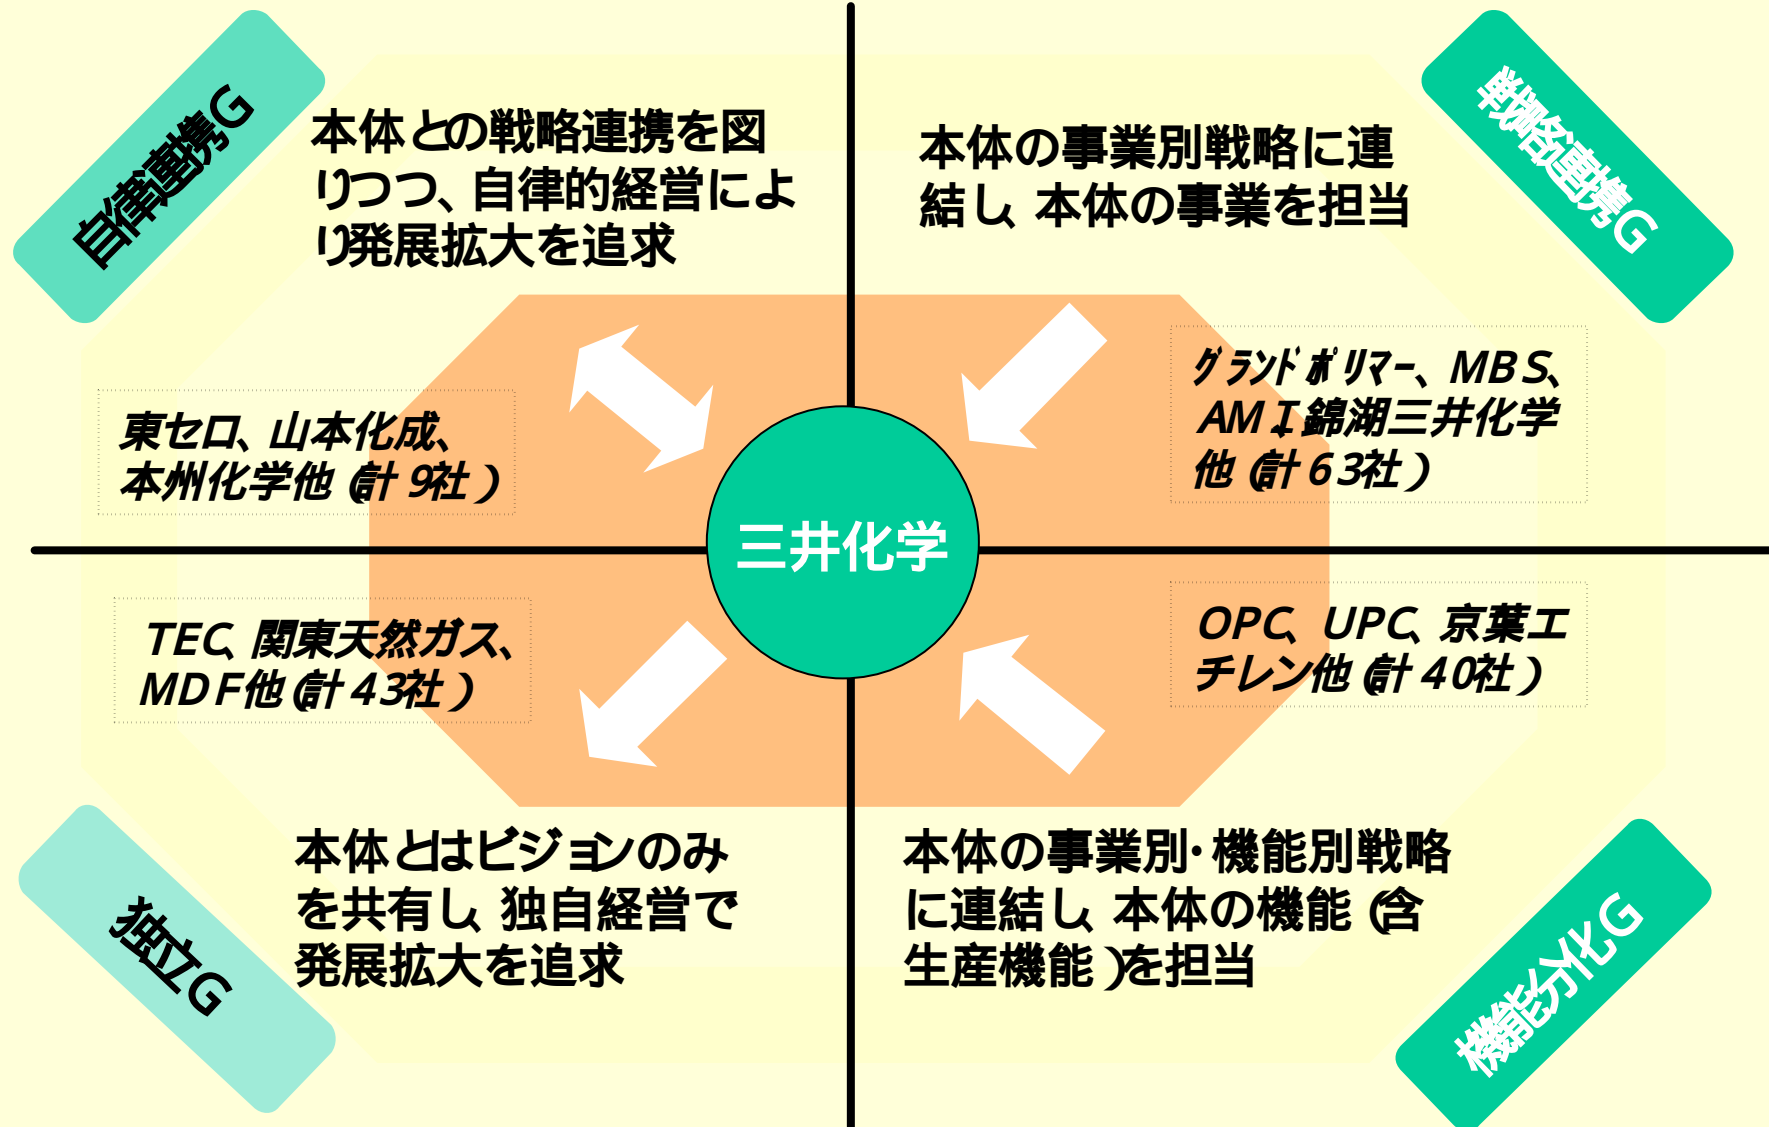 自律連携G
本体との戦略連携を図
りつつ、自律的経営によ
り発展拡大を追求
東セロ、山本化成、
本州化学他(計9社)
戦略連携G
本体の事業別戦略に連
結し、本体の事業を担当
グランドポリマー、MBS、
AMI、錦湖三井化学
他(計63社)
三井化学
TEC、関東天然ガス、
MDF他(計43社)
独立G
本体とはビジョンのみ
を共有し、独自経営で
発展拡大を追求
OPC、UPC、京葉エ
チレン他(計40社)
本体の事業別・機能別戦略
に連結し、本体の機能(含
生産機能)を担当
機能分化G